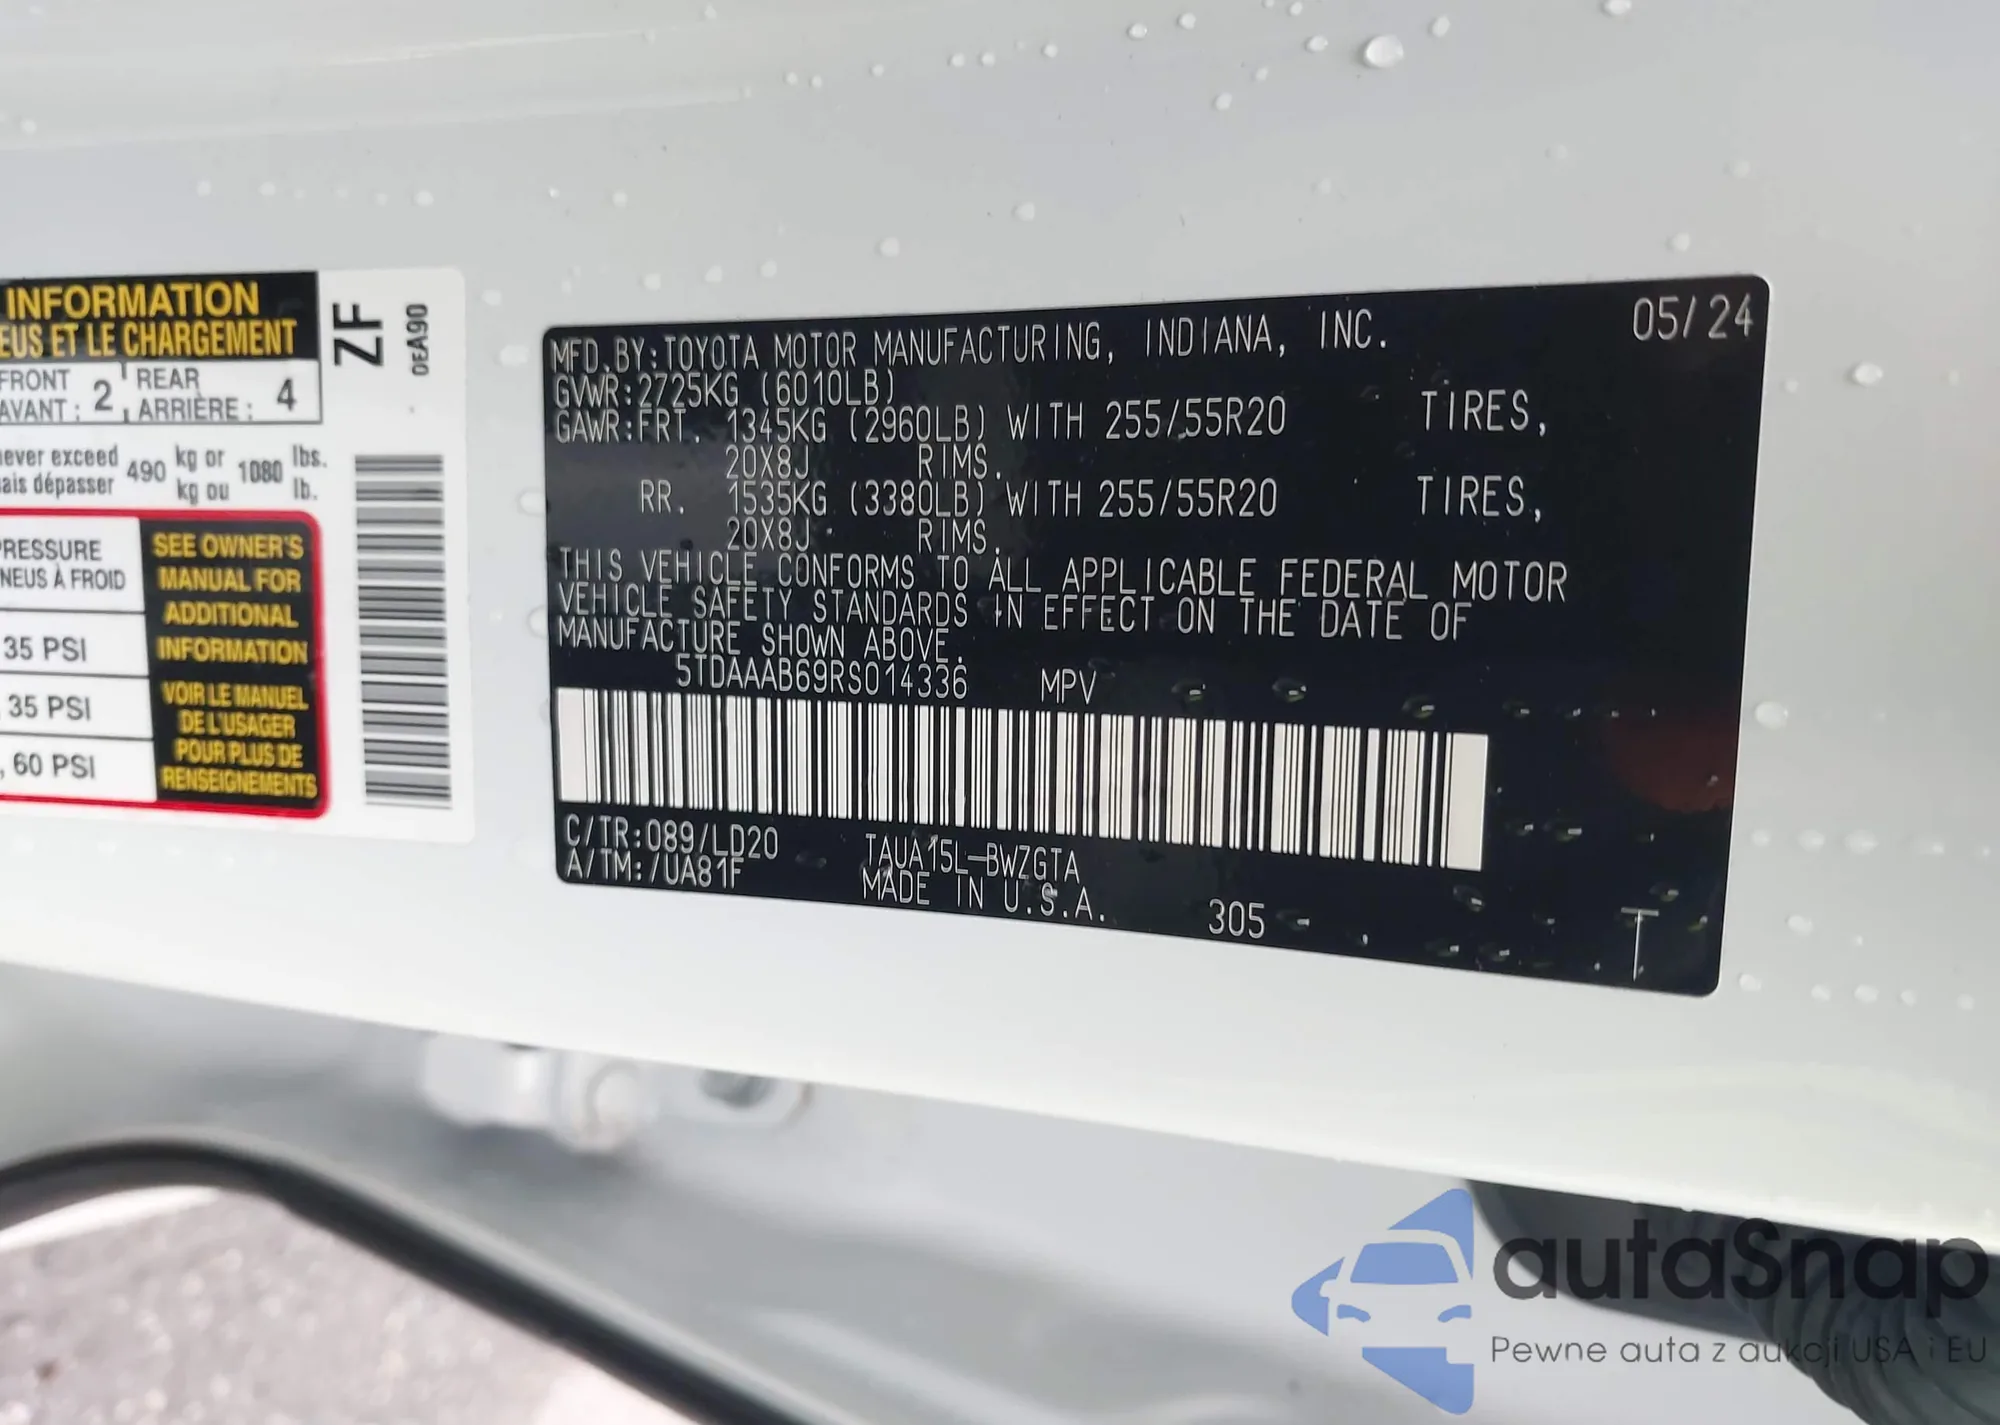 INFORMATION
EUS ET LE CHARGEMENT
FRONT 2 REAR 4
AVANT : ARRIÈRE :
never exceed 490 kg or 1080 lbs.
ais dépasser kg ou lb.
PRESSURE
NEUS À FROID
35 PSI
35 PSI
, 60 PSI
SEE OWNER'S
MANUAL FOR
ADDITIONAL
INFORMATION
VOIR LE MANUEL
DE L'USAGER
POUR PLUS DE
RENSEIGNEMENTS
ZF
0EA90
MFD.BY:TOYOTA MOTOR MANUFACTURING, INDIANA, INC. 05/24
GVWR:2725KG (6010LB)
GAWR:FRT. 1345KG (2960LB) WITH 255/55R20 TIRES,
20X8J RIMS.
RR. 1535KG (3380LB) WITH 255/55R20 TIRES,
20X8J RIMS.
THIS VEHICLE CONFORMS TO ALL APPLICABLE FEDERAL MOTOR
VEHICLE SAFETY STANDARDS IN EFFECT ON THE DATE OF
MANUFACTURE SHOWN ABOVE.
5TDAAAB69RS014336 MPV
C/TR:089/LD20 TAUA15L-BWZGTA
A/TM:/UA81F MADE IN U.S.A. 305
T
autaSnap
Pewne auta z aukcji USA i EU